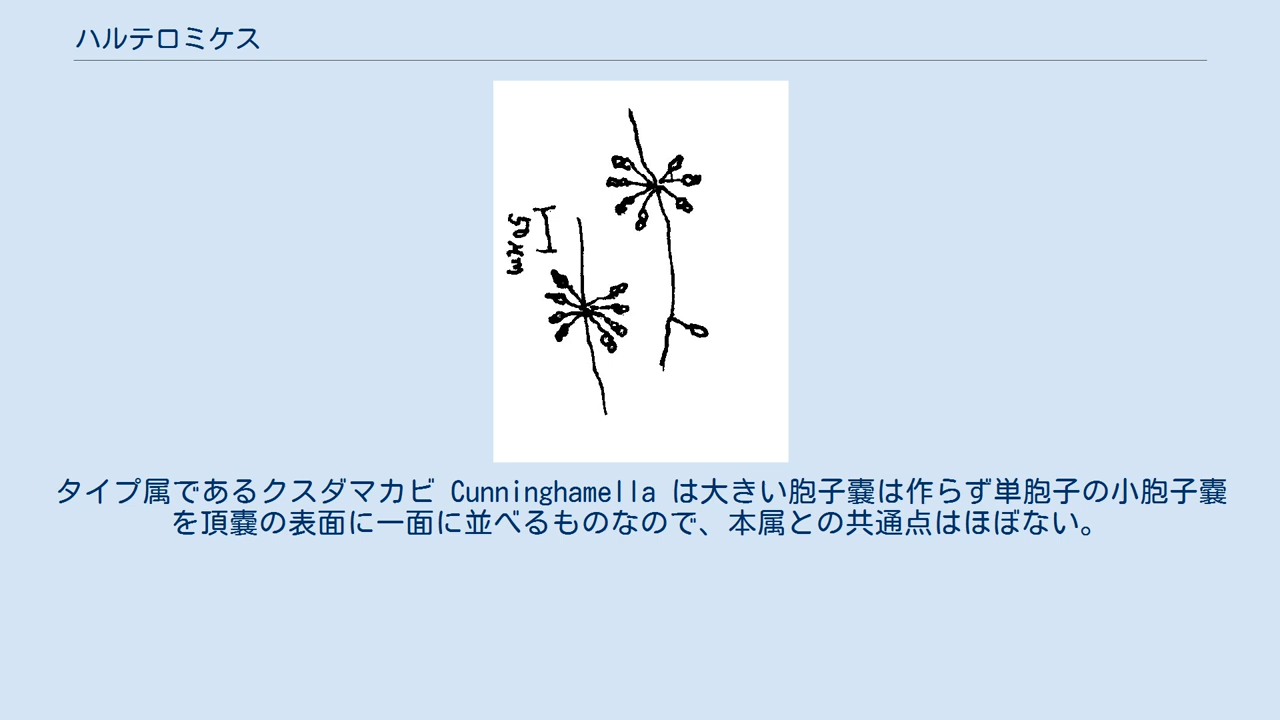 ハルテロミケス
50μm
タイプ属であるクスダマカビ Cunninghamella は大きい胞子嚢は作らず単胞子の小胞子嚢
を頂嚢の表面に一面に並べるものなので、本属との共通点はほぼない。